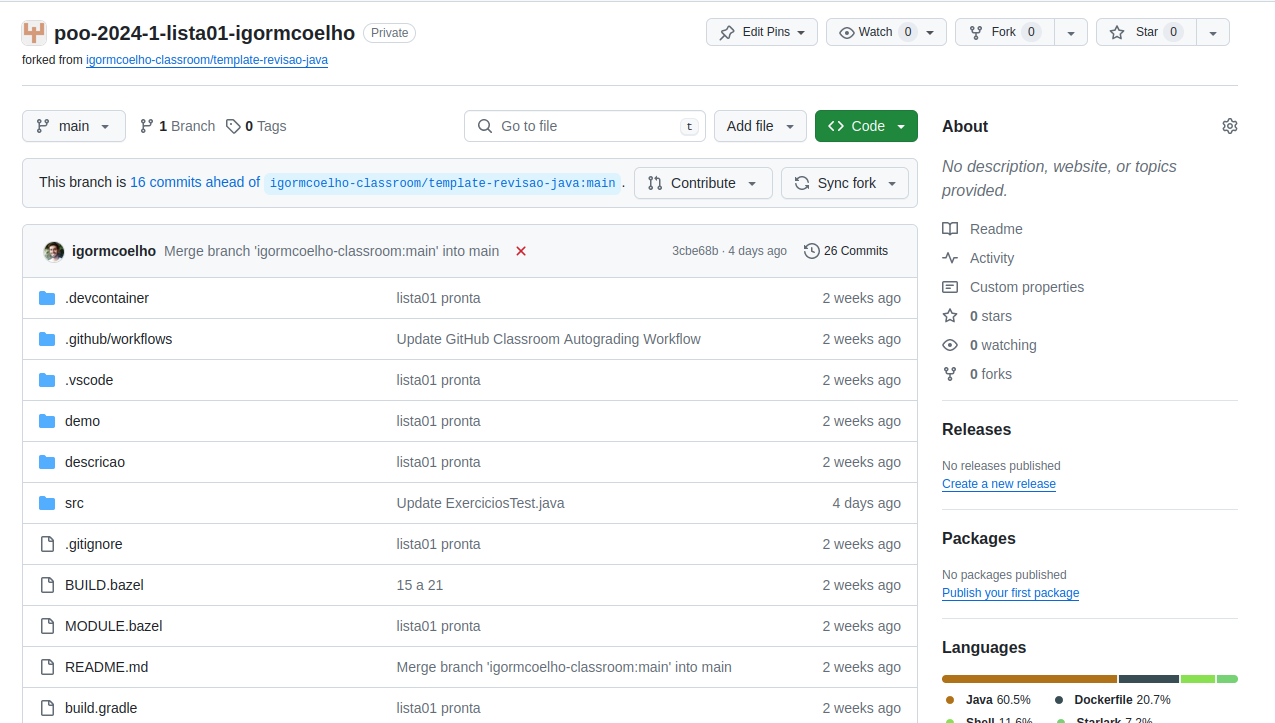 poo-2024-1-lista01-igormcoelho Private Edit Pins Watch 0 Fork 0 Star 0
forked from igormcoelho-classroom/template-revisao-java
main 1 Branch 0 Tags Go to file t Add file Code
This branch is 16 commits ahead of igormcoelho-classroom/template-revisao-java:main . Contribute Sync fork
igormcoelho Merge branch 'igormcoelho-classroom:main' into main 3cbe68b · 4 days ago 26 Commits
.devcontainer lista01 pronta 2 weeks ago
.github/workflows Update GitHub Classroom Autograding Workflow 2 weeks ago
.vscode lista01 pronta 2 weeks ago
demo lista01 pronta 2 weeks ago
descricao lista01 pronta 2 weeks ago
src Update ExerciciosTest.java 4 days ago
.gitignore lista01 pronta 2 weeks ago
BUILD.bazel 15 a 21 2 weeks ago
MODULE.bazel lista01 pronta 2 weeks ago
README.md Merge branch 'igormcoelho-classroom:main' into main 2 weeks ago
build.gradle lista01 pronta 2 weeks ago
About
No description, website, or topics
provided.
Readme
Activity
Custom properties
0 stars
0 watching
0 forks
Releases
No releases published
Create a new release
Packages
No packages published
Publish your first package
Languages
Java 60.5% Dockerfile 20.7%
Shell 11.6% Starlark 7.2%